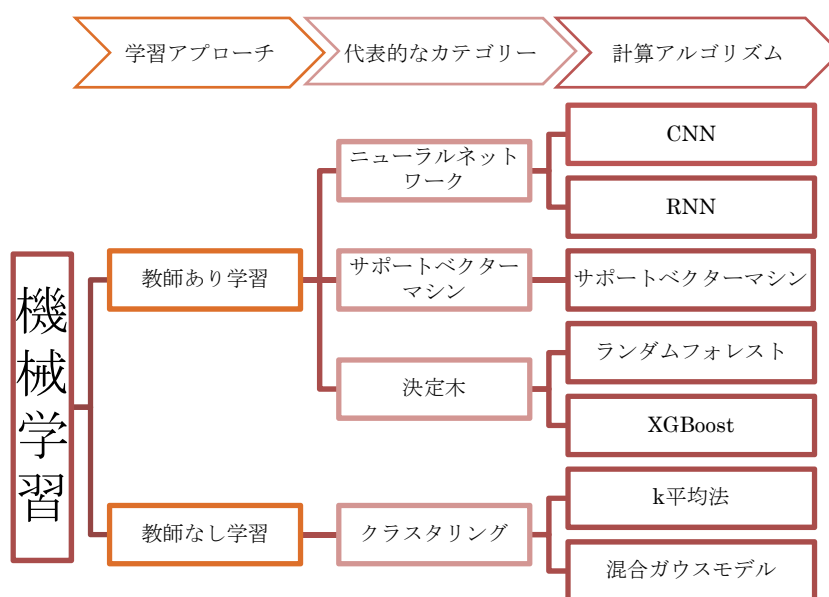 学習アプローチ
代表的なカテゴリー
計算アルゴリズム
機
械
学
習
教師あり学習
ニューラルネット
ワーク
CNN
RNN
サポートベクター
マシン
サポートベクターマシン
決定木
ランダムフォレスト
XGBoost
教師なし学習
クラスタリング
k平均法
混合ガウスモデル